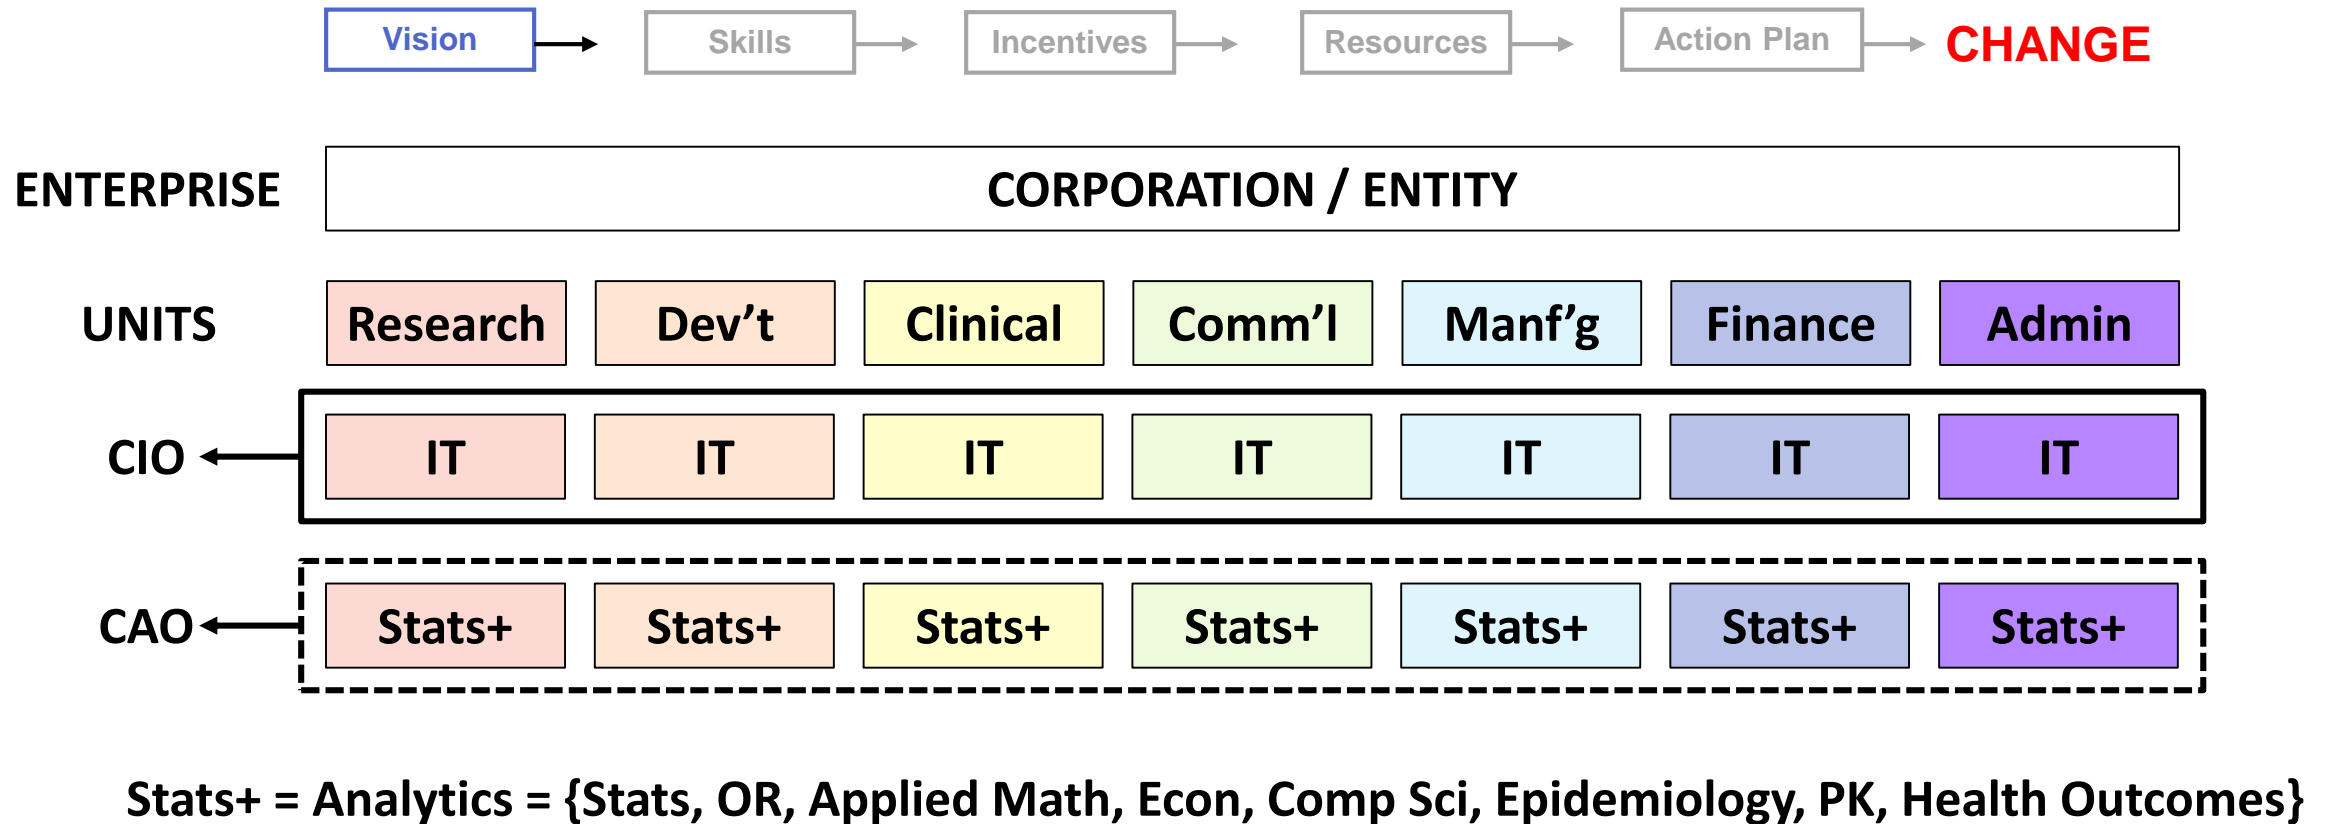 Vision Skills Incentives Resources Action Plan CHANGE
ENTERPRISE CORPORATION / ENTITY
UNITS Research Dev’t Clinical Comm’l Manf’g Finance Admin
CIO IT IT IT IT IT IT IT
CAO Stats+ Stats+ Stats+ Stats+ Stats+ Stats+ Stats+
Stats+ = Analytics = {Stats, OR, Applied Math, Econ, Comp Sci, Epidemiology, PK, Health Outcomes}